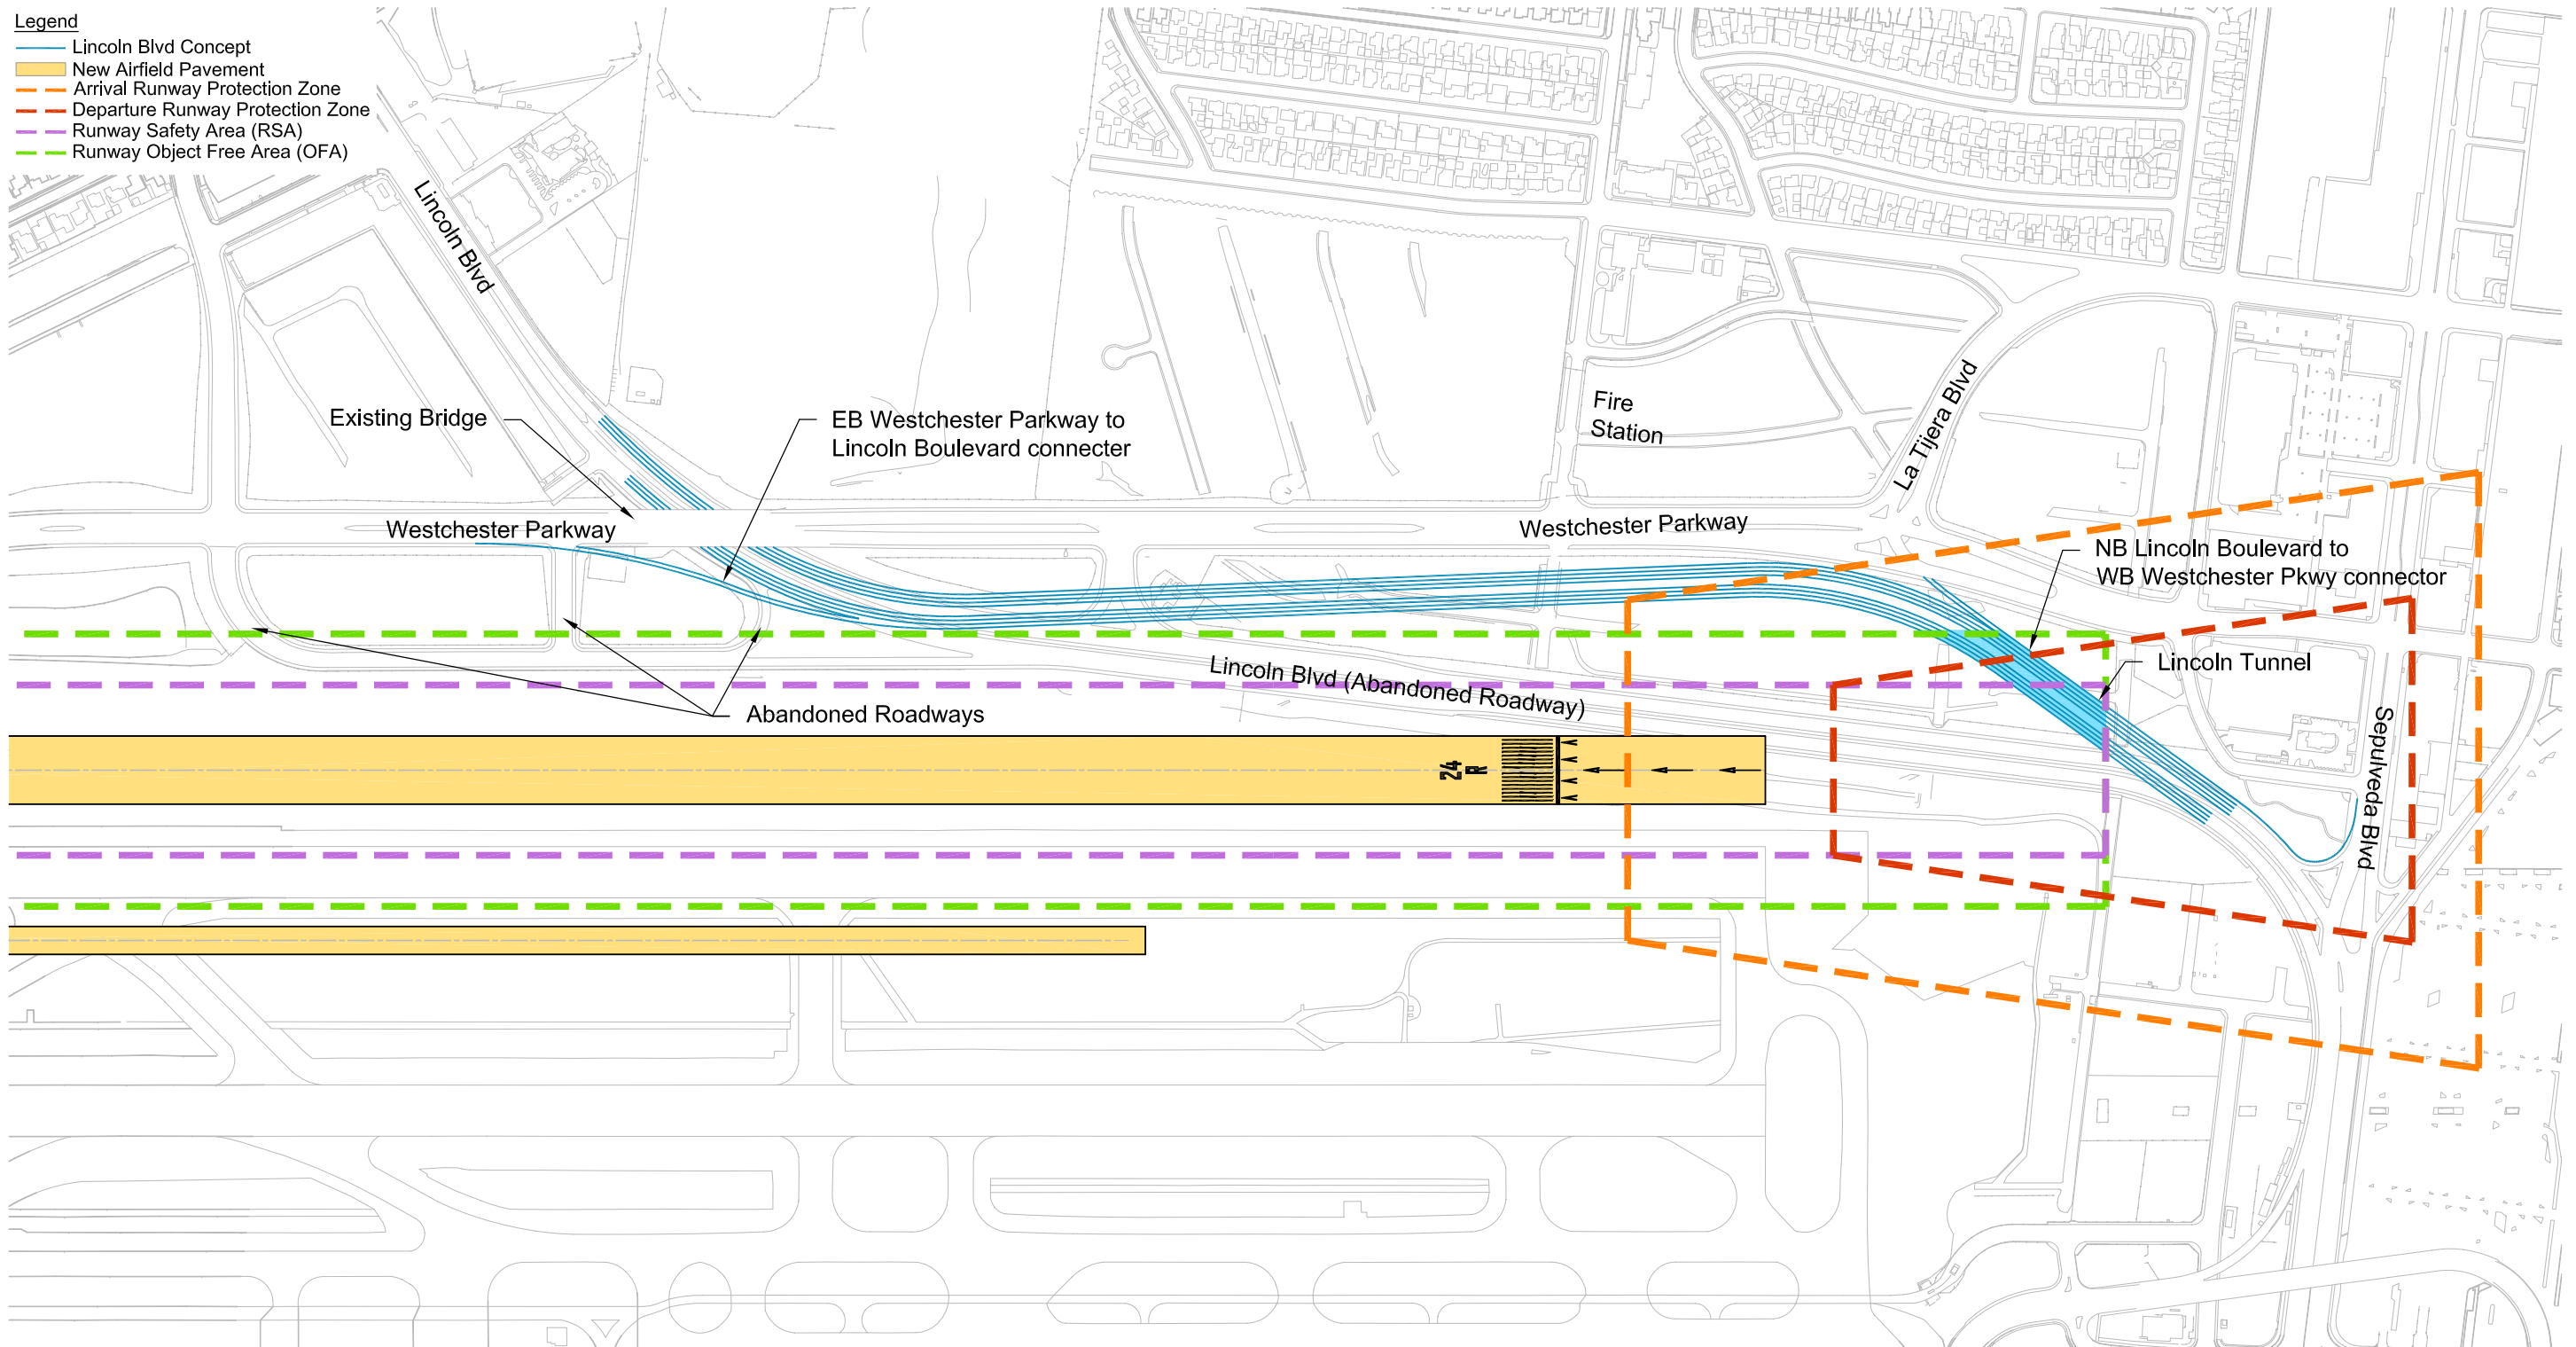 Legend
Lincoln Blvd Concept
New Airfield Pavement
Arrival Runway Protection Zone
Departure Runway Protection Zone
Runway Safety Area (RSA)
Runway Object Free Area (OFA)
Lincoln Blvd
Existing Bridge
EB Westchester Parkway to
Lincoln Boulevard connecter
Fire
Station
La Tijera Blvd
Westchester Parkway
Westchester Parkway
NB Lincoln Boulevard to
WB Westchester Pkwy connector
Lincoln Tunnel
Lincoln Blvd (Abandoned Roadway)
Abandoned Roadways
Sepulveda Blvd
24
R